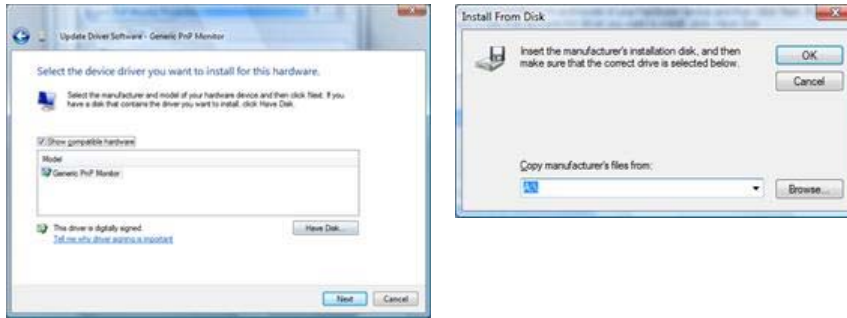 Update Driver Software - Generic PnP Monitor
Select the device driver you want to install for this hardware.
Select the manufacturer and model of your hardware device and then click Next. If you
have a disk that contains the driver you want to install, click Have Disk.
Show compatible hardware
Model
Generic PnP Monitor
This driver is digitally signed.
Tell me why driver signing is important
Have Disk...
Next
Cancel
Install From Disk
Insert the manufacturer's installation disk, and then
make sure that the correct drive is selected below.
OK
Cancel
Copy manufacturer's files from:
A:\
Browse...